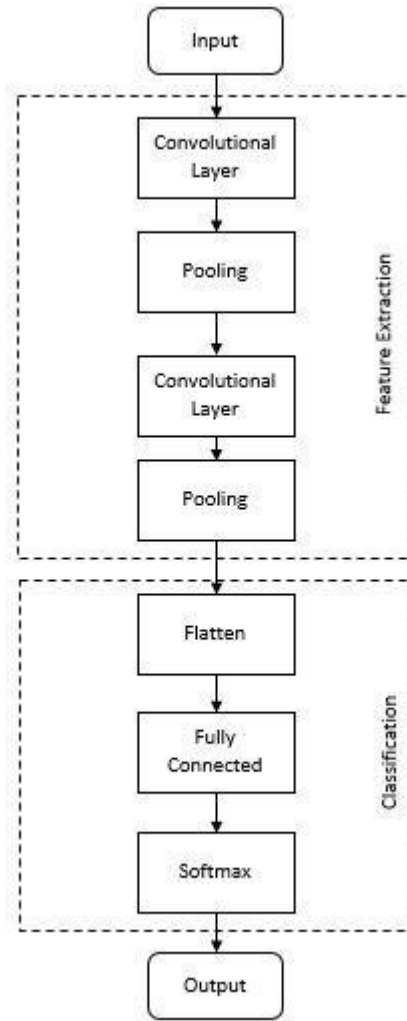 Input
Convolutional
Layer
Pooling
Convolutional
Layer
Pooling
Feature Extraction
Flatten
Fully
Connected
Softmax
Classification
Output